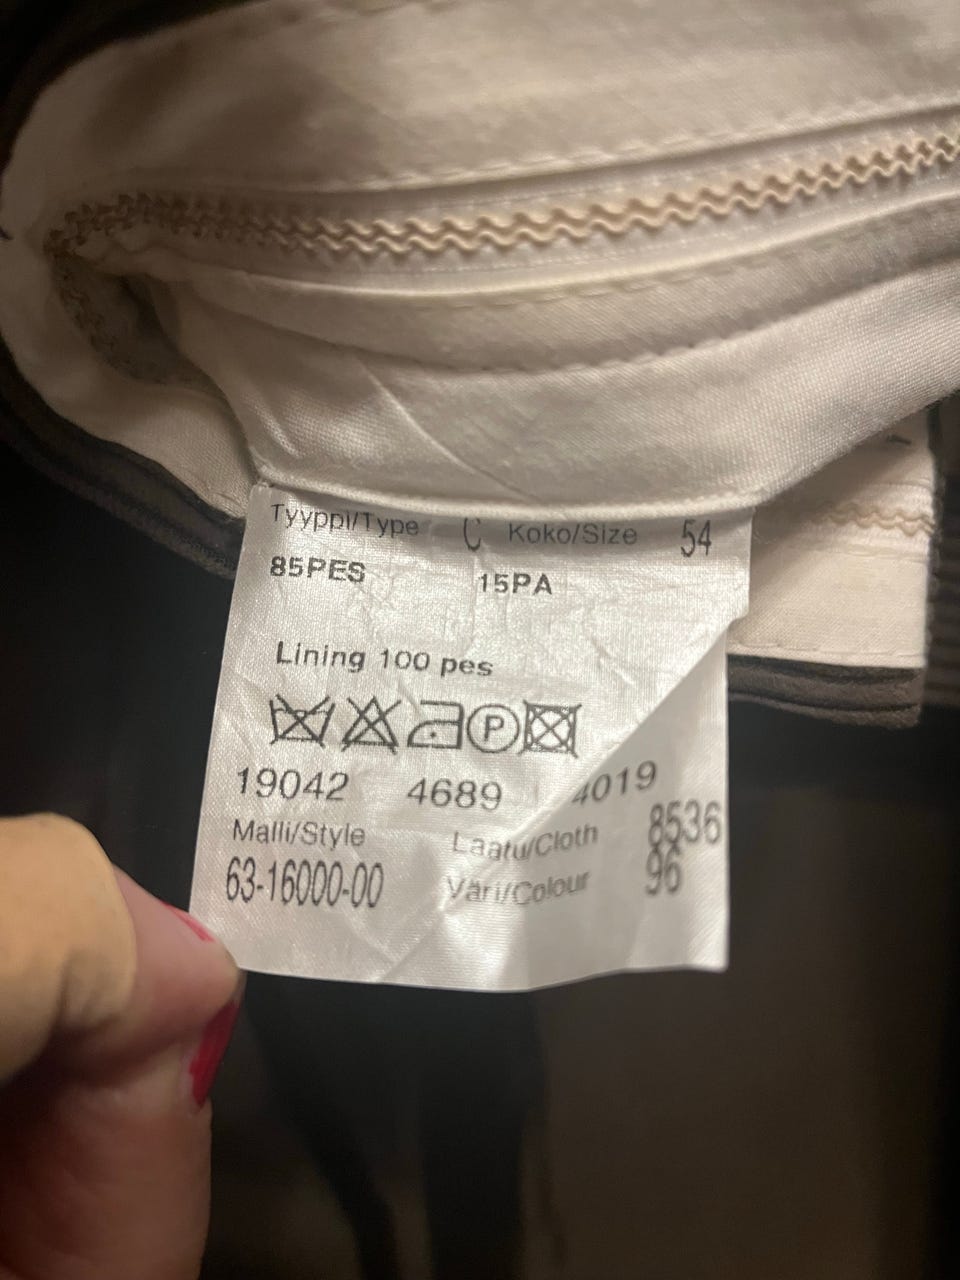 Tyyppi/Type C Koko/Size 54
85PES 15PA
Lining 100 pes
P
19042 4689 4019
Malli/Style Laatu/Cloth 8536
63-16000-00 Väri/Colour 96